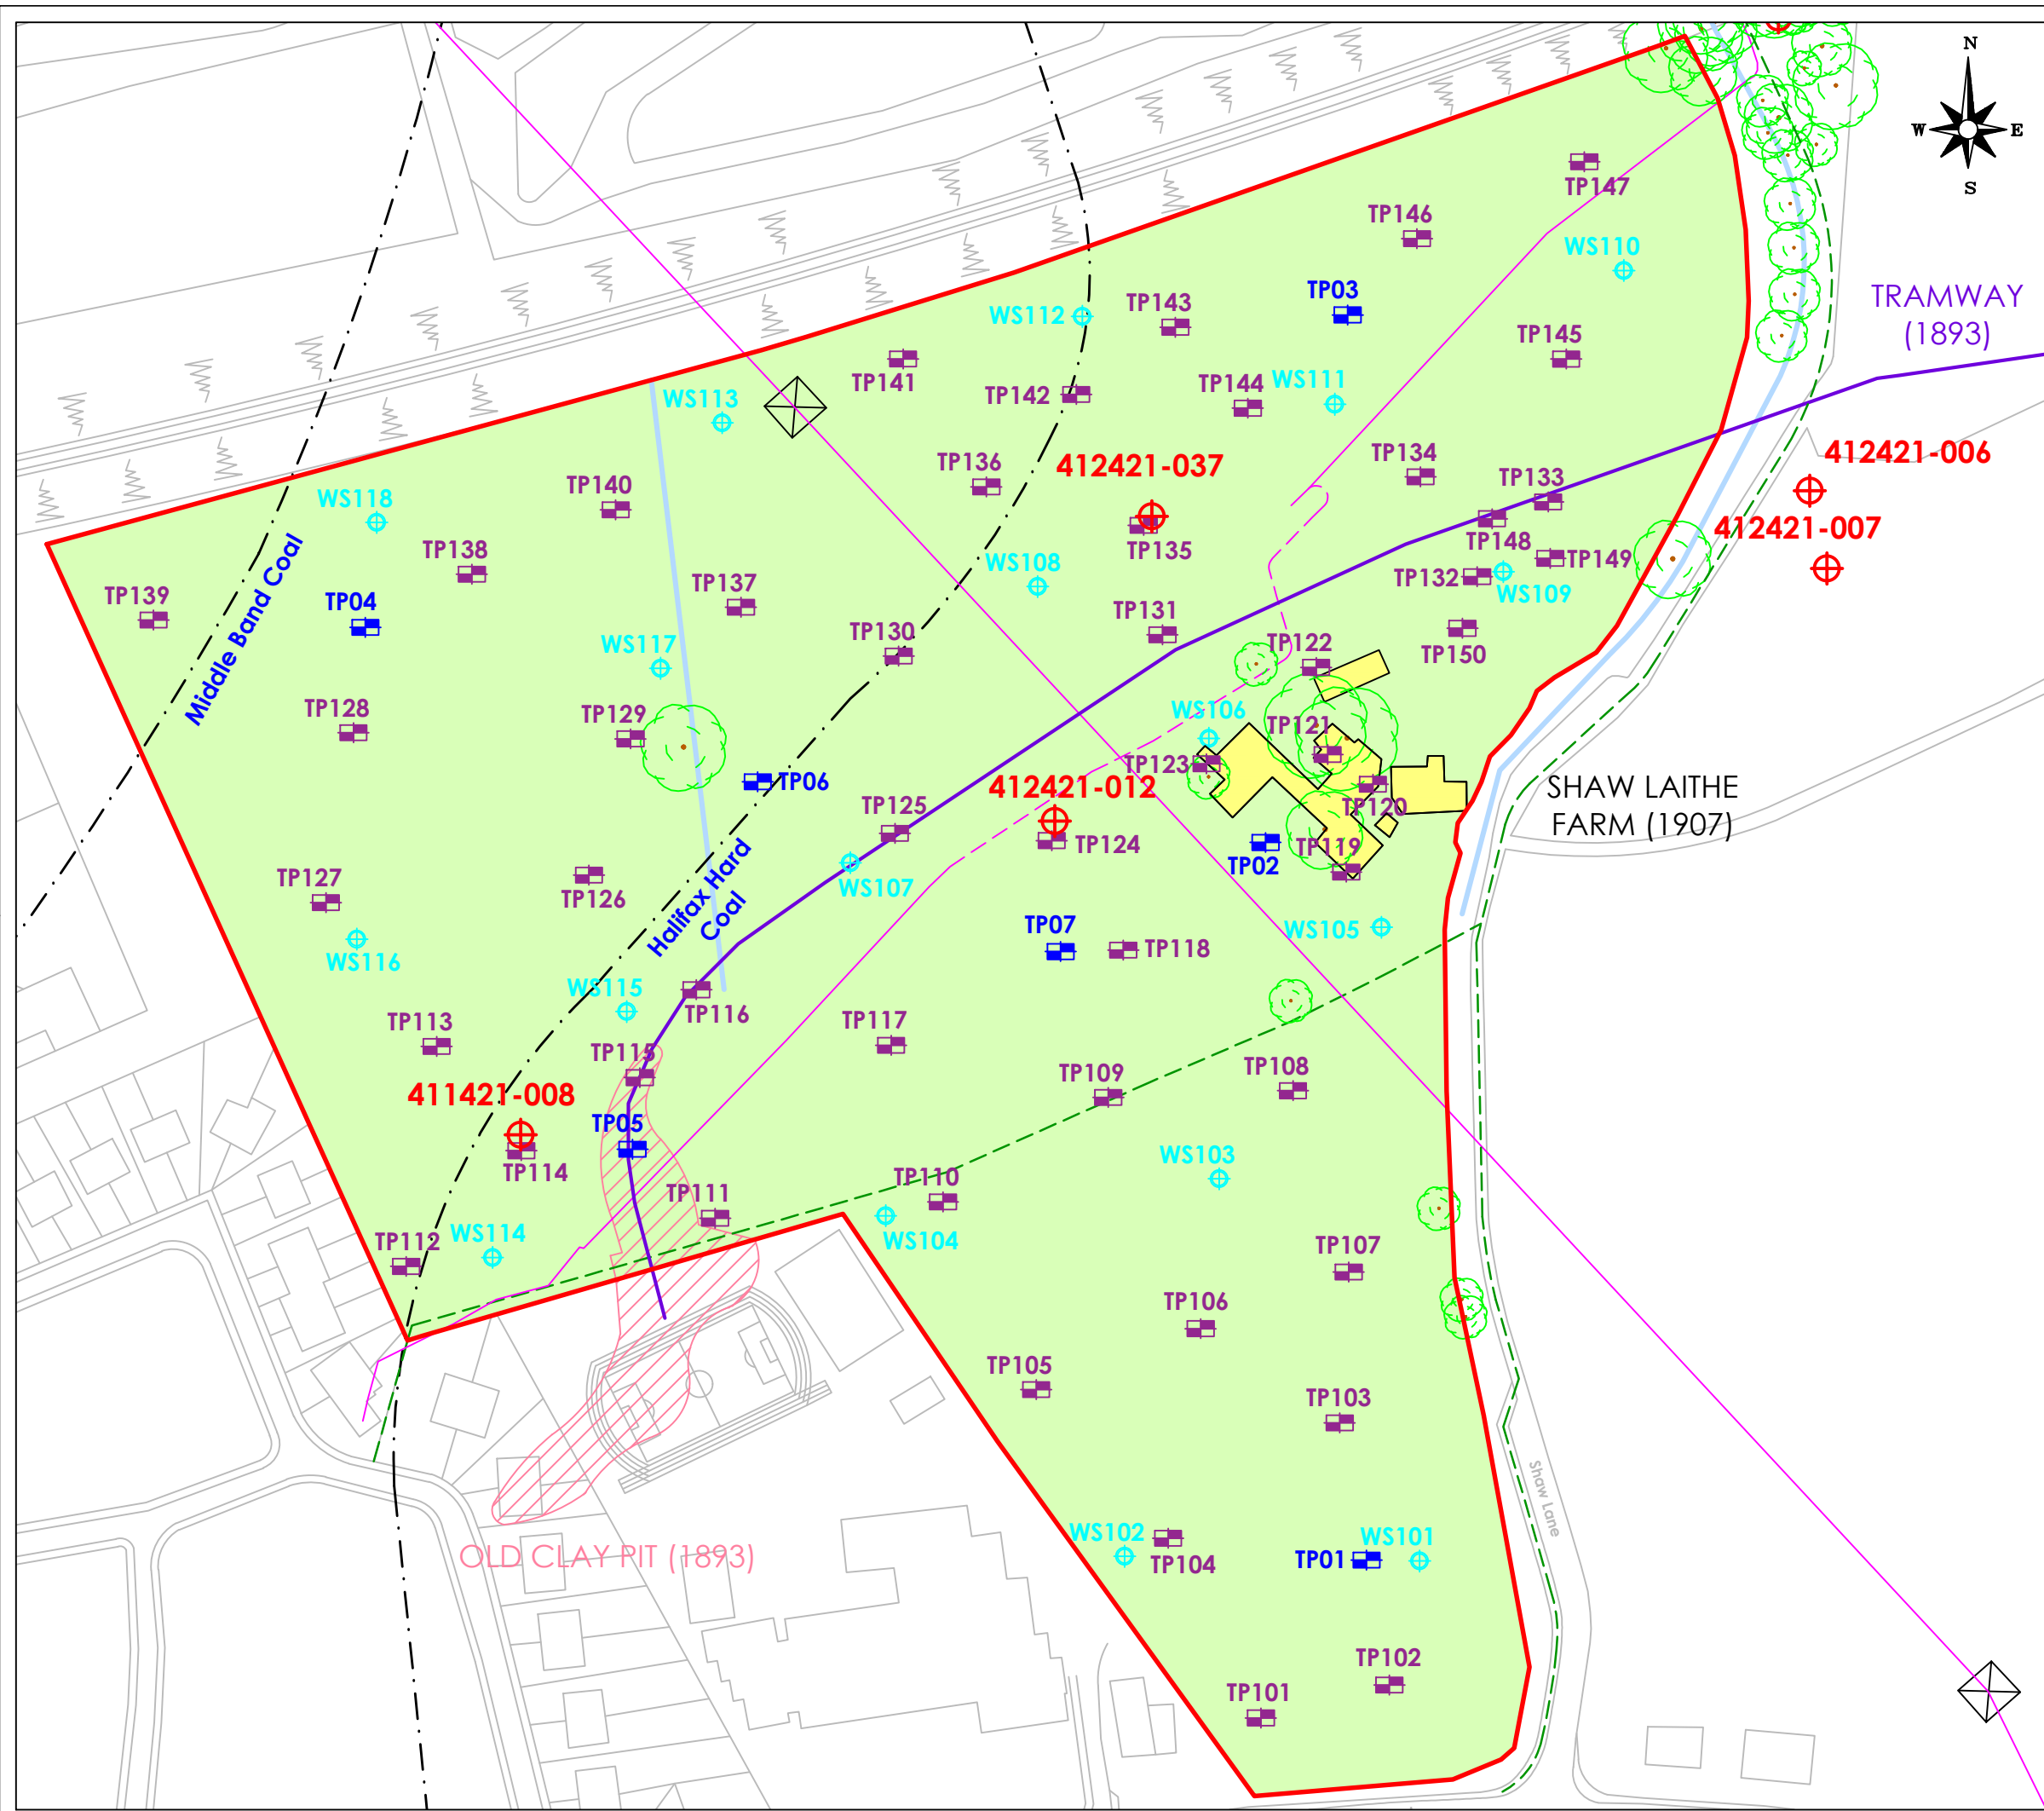 N
W
E
S
TP147
TP146
WS110
TP03
TRAMWAY
(1893)
TP143
WS112
TP145
TP141
TP144
WS111
TP142
WS113
TP136
412421-037
TP134
412421-006
TP140
WS118
TP133
412421-007
TP148
TP138
TP135
TP149
Middle Band Coal
WS108
TP132
WS109
TP139
TP04
TP137
TP131
TP130
TP122
TP150
WS117
TP128
TP129
WS106
TP121
TP123
TP06
412421-012
SHAW LAITHE
FARM (1907)
TP125
TP120
TP124
TP119
TP02
Halifax Hard
Coal
WS107
TP127
TP126
TP07
WS105
TP118
WS116
WS115
TP116
TP113
TP117
TP115
TP109
TP108
411421-008
TP05
WS103
TP114
TP110
TP111
WS104
TP112
WS114
TP107
TP106
TP105
TP103
Shaw Lane
WS102
WS101
OLD CLAY PIT (1893)
TP104
TP01
TP102
TP101